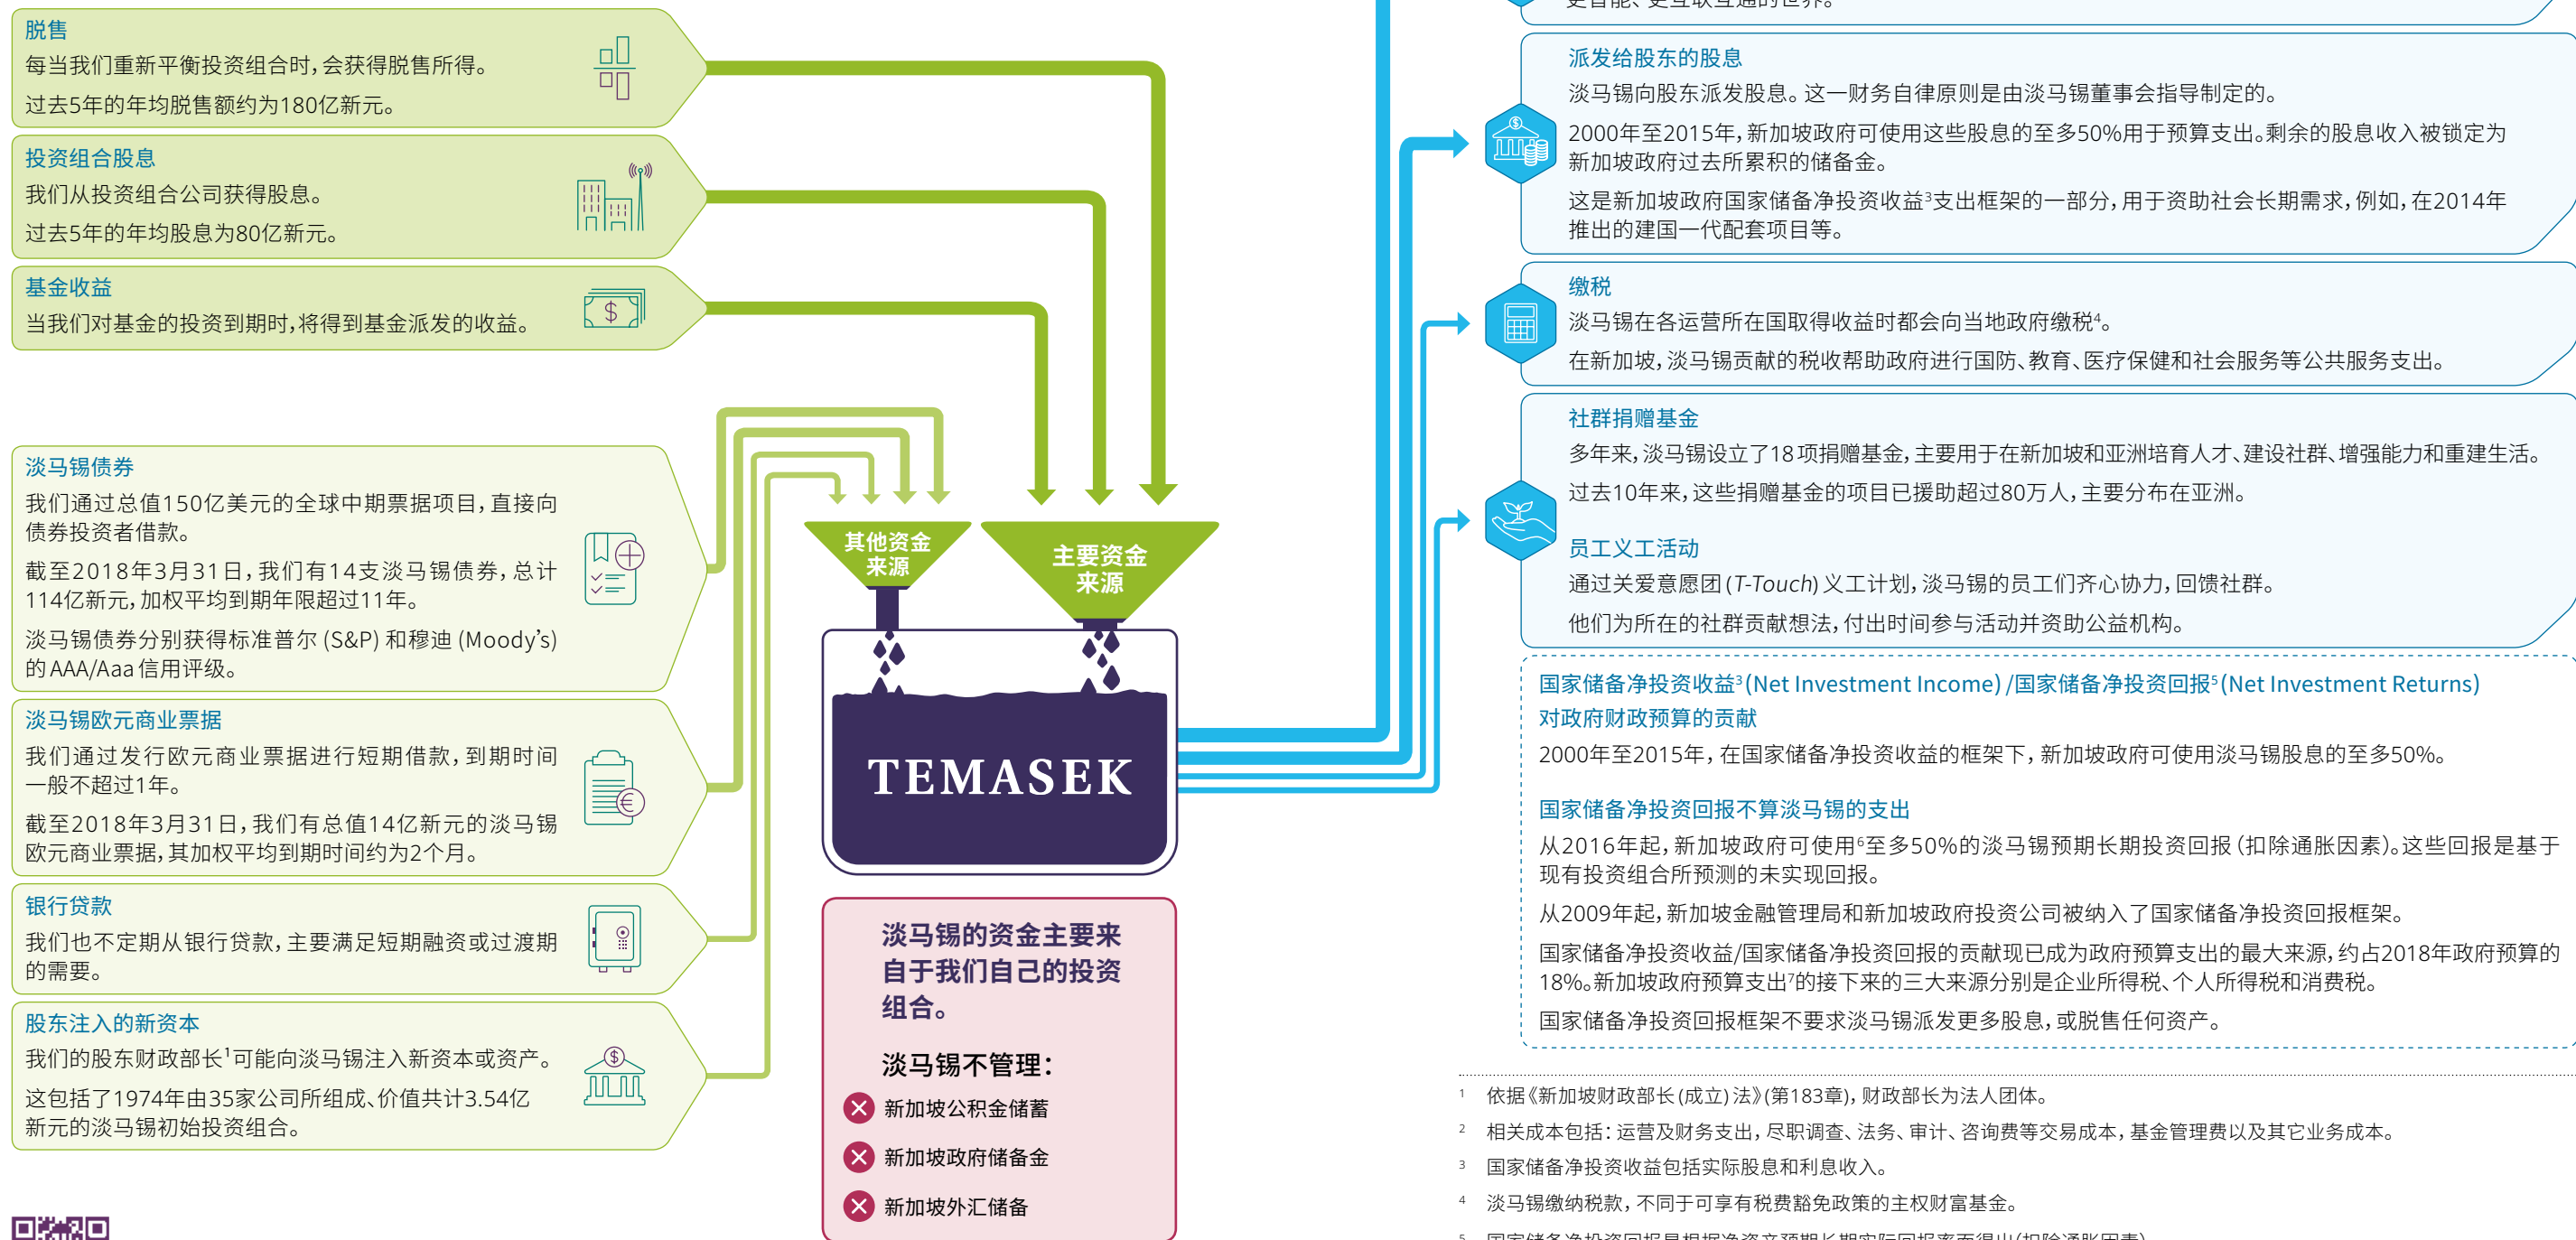 脱售
每当我们重新平衡投资组合时，会获得脱售所得。
过去5年的年均脱售额约为180亿新元。
投资组合股息
我们从投资组合公司获得股息。
过去5年的年均股息为80亿新元。
基金收益
当我们对基金的投资到期时，将得到基金派发的收益。
淡马锡债券
我们通过总值150亿美元的全球中期票据项目，直接向
债券投资者借款。
截至2018年3月31日，我们有14支淡马锡债券，总计
114亿新元，加权平均到期年限超过11年。
淡马锡债券分别获得标准普尔 (S&P) 和穆迪 (Moody’s)
的 AAA/Aaa 信用评级。
淡马锡欧元商业票据
我们通过发行欧元商业票据进行短期借款，到期时间
一般不超过1年。
截至2018年3月31日，我们有总值14亿新元的淡马锡
欧元商业票据，其加权平均到期时间约为2个月。
银行贷款
我们也不定期从银行贷款，主要满足短期融资或过渡期
的需要。
股东注入的新资本
我们的股东财政部长¹可能向淡马锡注入新资本或资产。
这包括了1974年由35家公司所组成、价值共计3.54亿
新元的淡马锡初始投资组合。
其他资金
来源
主要资金
来源
TEMASEK
淡马锡的资金主要来
自于我们自己的投资
组合。
淡马锡不管理：
新加坡公积金储蓄
新加坡政府储备金
新加坡外汇储备
更智能、更互联互通的世界。
派发给股东的股息
淡马锡向股东派发股息。这一财务自律原则是由淡马锡董事会指导制定的。
2000年至2015年，新加坡政府可使用这些股息的至多50%用于预算支出。剩余的股息收入被锁定为
新加坡政府过去所累积的储备金。
这是新加坡政府国家储备净投资收益³支出框架的一部分，用于资助社会长期需求，例如，在2014年
推出的建国一代配套项目等。
缴税
淡马锡在各运营所在国取得收益时都会向当地政府缴税⁴。
在新加坡，淡马锡贡献的税收帮助政府进行国防、教育、医疗保健和社会服务等公共服务支出。
社群捐赠基金
多年来，淡马锡设立了18项捐赠基金，主要用于在新加坡和亚洲培育人才、建设社群、增强能力和重建生活。
过去10年来，这些捐赠基金的项目已援助超过80万人，主要分布在亚洲。
员工义工活动
通过关爱意愿团 (T-Touch) 义工计划，淡马锡的员工们齐心协力，回馈社群。
他们为所在的社群贡献想法，付出时间参与活动并资助公益机构。
国家储备净投资收益³(Net Investment Income) /国家储备净投资回报⁵(Net Investment Returns)
对政府财政预算的贡献
2000年至2015年，在国家储备净投资收益的框架下，新加坡政府可使用淡马锡股息的至多50%。
国家储备净投资回报不算淡马锡的支出
从2016年起，新加坡政府可使用⁶至多50%的淡马锡预期长期投资回报（扣除通胀因素）。这些回报是基于
现有投资组合所预测的未实现回报。
从2009年起，新加坡金融管理局和新加坡政府投资公司被纳入了国家储备净投资回报框架。
国家储备净投资收益/国家储备净投资回报的贡献现已成为政府预算支出的最大来源，约占2018年政府预算的
18%。新加坡政府预算支出⁷的接下来的三大来源分别是企业所得税、个人所得税和消费税。
国家储备净投资回报框架不要求淡马锡派发更多股息，或脱售任何资产。
¹ 依据《新加坡财政部长 (成立) 法》(第183章)，财政部长为法人团体。
² 相关成本包括：运营及财务支出，尽职调查、法务、审计、咨询费等交易成本，基金管理费以及其它业务成本。
³ 国家储备净投资收益包括实际股息和利息收入。
⁴ 淡马锡缴纳税款，不同于可享有税费豁免政策的主权财富基金。
⁵ 国家储备净投资回报是根据净资产预期长期实际回报率而得出（扣除通胀因素）。